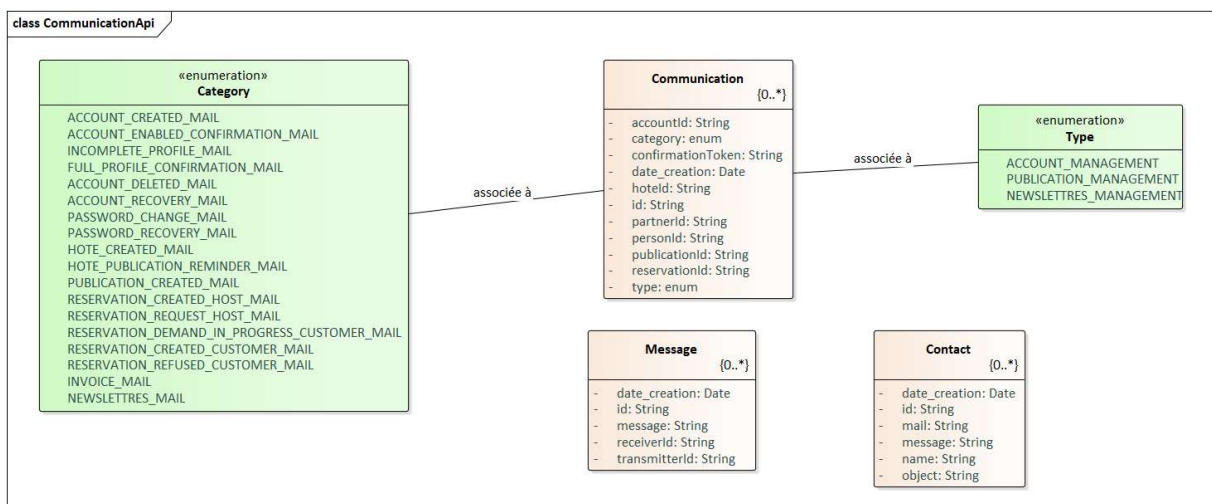 class CommunicationApi
«enumeration»
Category
ACCOUNT_CREATED_MAIL
ACCOUNT_ENABLED_CONFIRMATION_MAIL
INCOMPLETE_PROFILE_MAIL
FULL_PROFILE_CONFIRMATION_MAIL
ACCOUNT_DELETED_MAIL
ACCOUNT_RECOVERY_MAIL
PASSWORD_CHANGE_MAIL
PASSWORD_RECOVERY_MAIL
HOTE_CREATED_MAIL
HOTE_PUBLICATION_REMINDER_MAIL
PUBLICATION_CREATED_MAIL
RESERVATION_CREATED_HOST_MAIL
RESERVATION_REQUEST_HOST_MAIL
RESERVATION_DEMAND_IN_PROGRESS_CUSTOMER_MAIL
RESERVATION_CREATED_CUSTOMER_MAIL
RESERVATION_REFUSED_CUSTOMER_MAIL
INVOICE_MAIL
NEWSLETTRES_MAIL
associée à
Communication
{0..*}
- accountId: String
- category: enum
- confirmationToken: String
- date_creation: Date
- hoteId: String
- id: String
- partnerId: String
- personId: String
- publicationId: String
- reservationId: String
- type: enum
associée à
«enumeration»
Type
ACCOUNT_MANAGEMENT
PUBLICATION_MANAGEMENT
NEWSLETTRES_MANAGEMENT
Message
{0..*}
- date_creation: Date
- id: String
- message: String
- receiverId: String
- transmitterId: String
Contact
{0..*}
- date_creation: Date
- id: String
- mail: String
- message: String
- name: String
- object: String